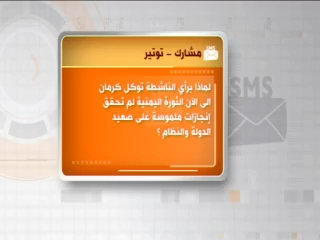 مشارك - تويتر
SMS
لماذا برأي الناشطة توكل كرمان
الى الآن الثورة اليمنية لم تحقق
إنجازات ملموسة على صعيد
الدولة والنظام ؟
SMS